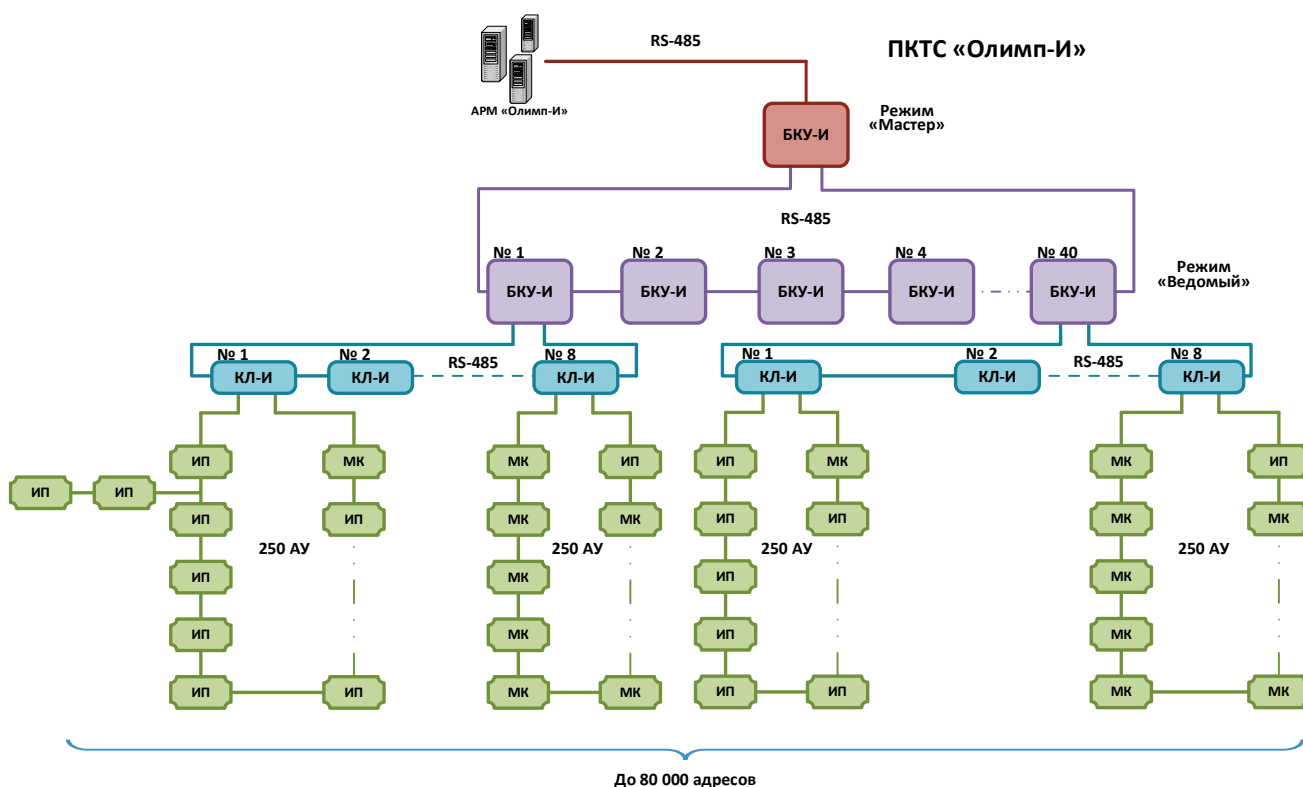 RS-485
ПКТС «Олимп-И»
АРМ «Олимп-И»
Режим
«Мастер»
БКУ-И
RS-485
№ 1
№ 2
№ 3
№ 4
№ 40
Режим
«Ведомый»
БКУ-И
БКУ-И
БКУ-И
БКУ-И
БКУ-И
№ 1
№ 2
RS-485
№ 8
№ 1
№ 2
RS-485
№ 8
КЛ-И
КЛ-И
КЛ-И
КЛ-И
КЛ-И
КЛ-И
ИП
МК
МК
ИП
ИП
МК
МК
ИП
ИП
ИП
ИП
ИП
МК
МК
ИП
ИП
МК
МК
250 АУ
250 АУ
250 АУ
250 АУ
ИП
МК
ИП
МК
ИП
МК
ИП
МК
ИП
ИП
МК
МК
ИП
ИП
МК
МК
До 80 000 адресов